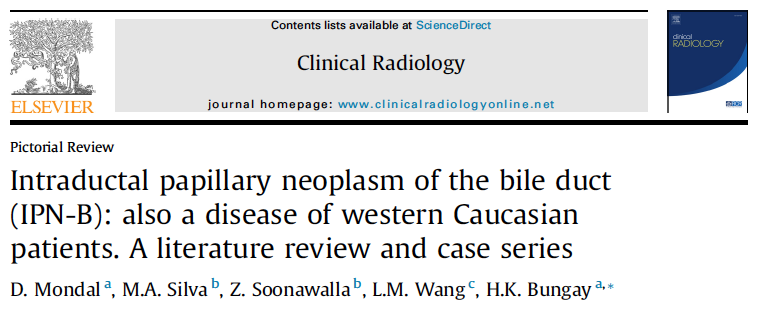 Contents lists available at ScienceDirect
Clinical Radiology
journal homepage: www.clinicalradiologyonline.net
ELSEVIER
clinical
RADIOLOGY
Pictorial Review
Intraductal papillary neoplasm of the bile duct
(IPN-B): also a disease of western Caucasian
patients. A literature review and case series
D. Mondal a, M.A. Silva b, Z. Soonawalla b, L.M. Wang c, H.K. Bungay a,*